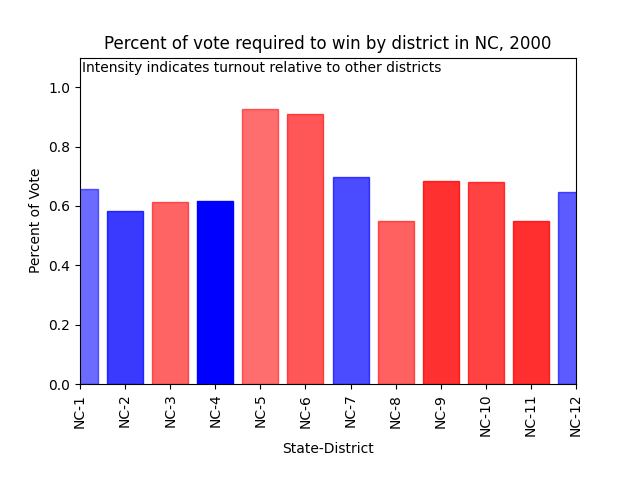 Percent of vote required to win by district in NC, 2000
Intensity indicates turnout relative to other districts
1.0
0.8
0.6
0.4
0.2
0.0
Percent of Vote
NC-1
NC-2
NC-3
NC-4
NC-5
NC-6
NC-7
NC-8
NC-9
NC-10
NC-11
NC-12
State-District